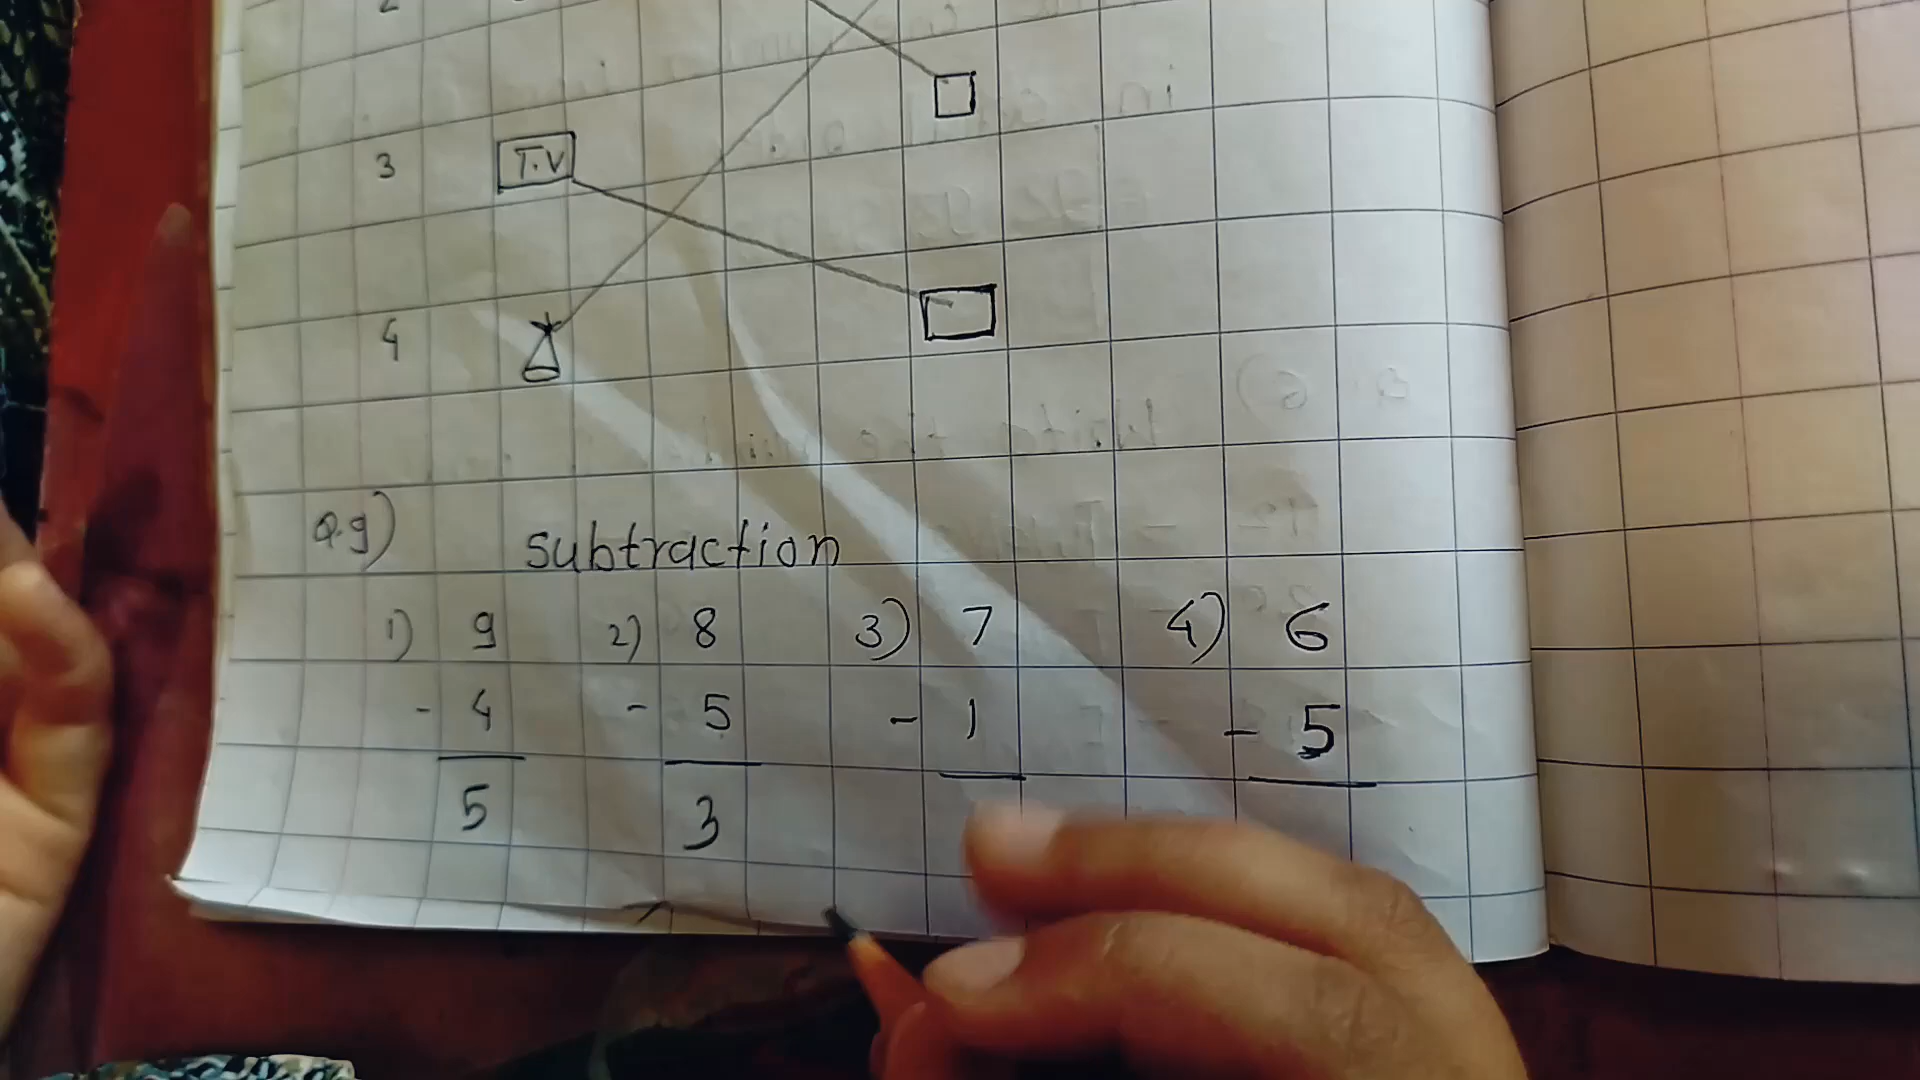 3 T.V
4
Q.9) subtraction
1) 9 2) 8 3) 7 4) 6
- 4 - 5 - 1 - 5
5 3